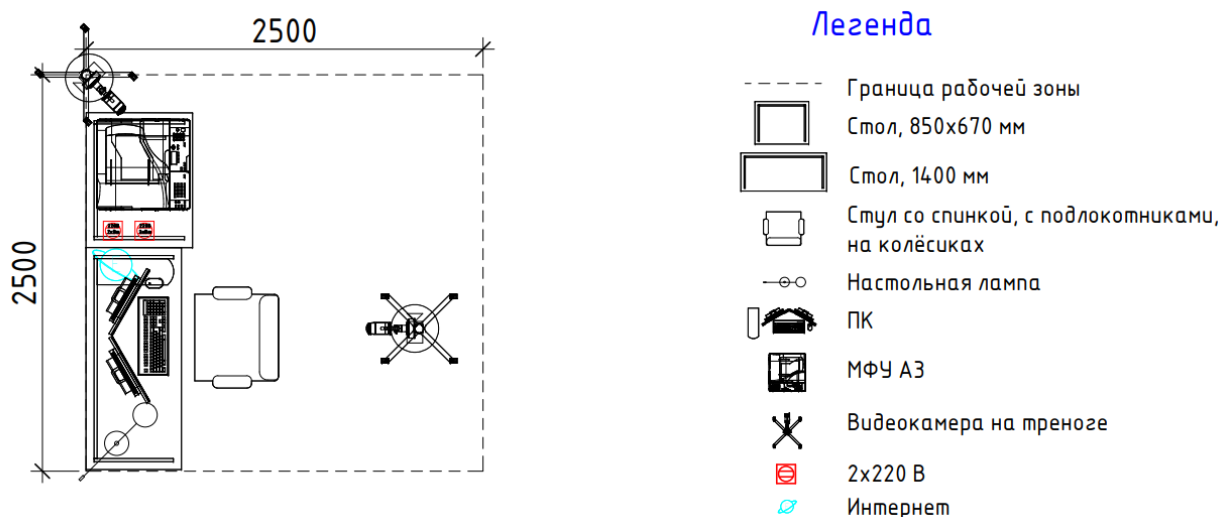 2500
2500
Легенда
Граница рабочей зоны
Стол, 850х670 мм
Стол, 1400 мм
Стул со спинкой, с подлокотниками,
на колёсиках
Настольная лампа
ПК
МФУ А3
Видеокамера на треноге
2х220 В
Интернет